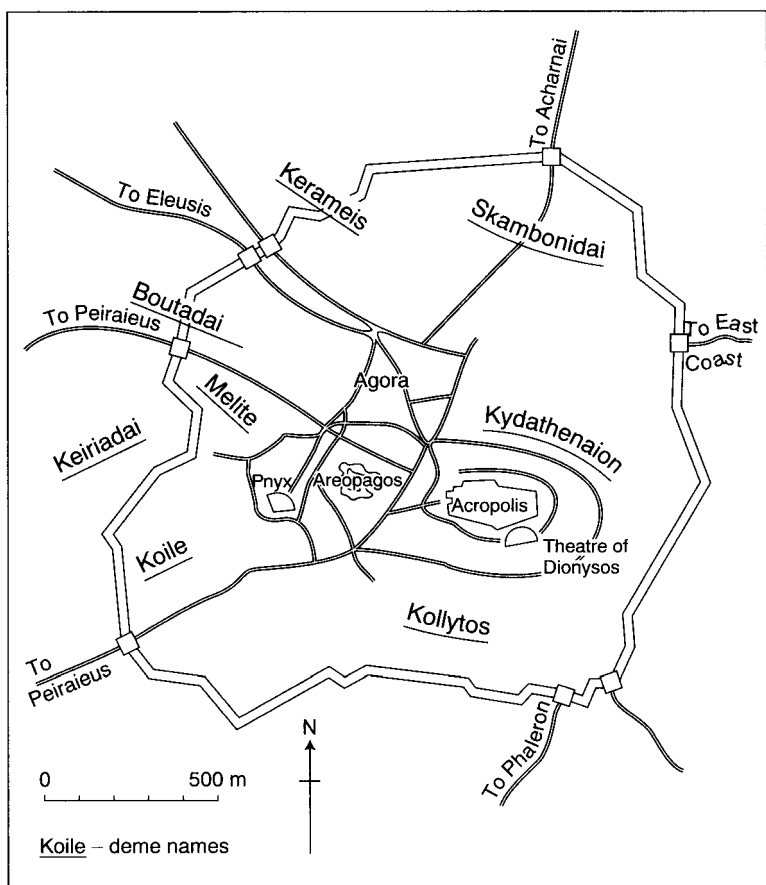 To Acharnai
Kerameis
To Eleusis
Skambonidai
Boutadai
To Peiraieus
To East
Coast
Agora
Melite
Kydathenaion
Keiriadai
Pnyx
Areopagos
Acropolis
Theatre of
Dionysos
Koile
Kollytos
To
Peiraieus
To Phaleron
N
0 500 m
Koile – deme names